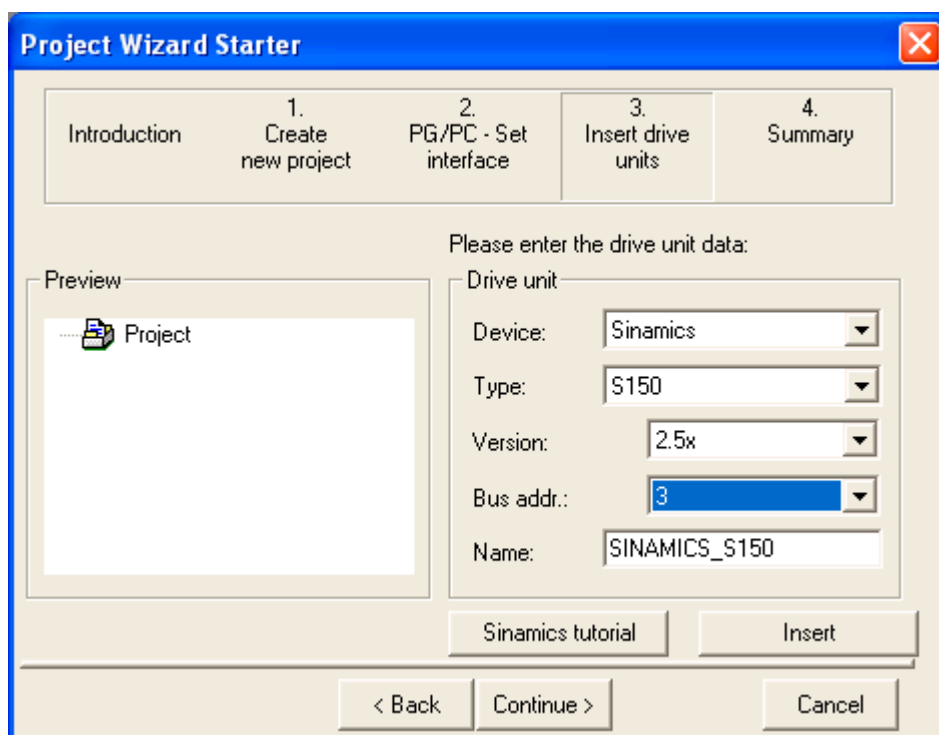 Project Wizard Starter
Introduction
1.
Create
new project
2.
PG/PC - Set
interface
3.
Insert drive
units
4.
Summary
Please enter the drive unit data:
Preview
Project
Drive unit
Device: Sinamics
Type: S150
Version: 2.5x
Bus addr.: 3
Name: SINAMICS_S150
Sinamics tutorial Insert
< Back Continue > Cancel